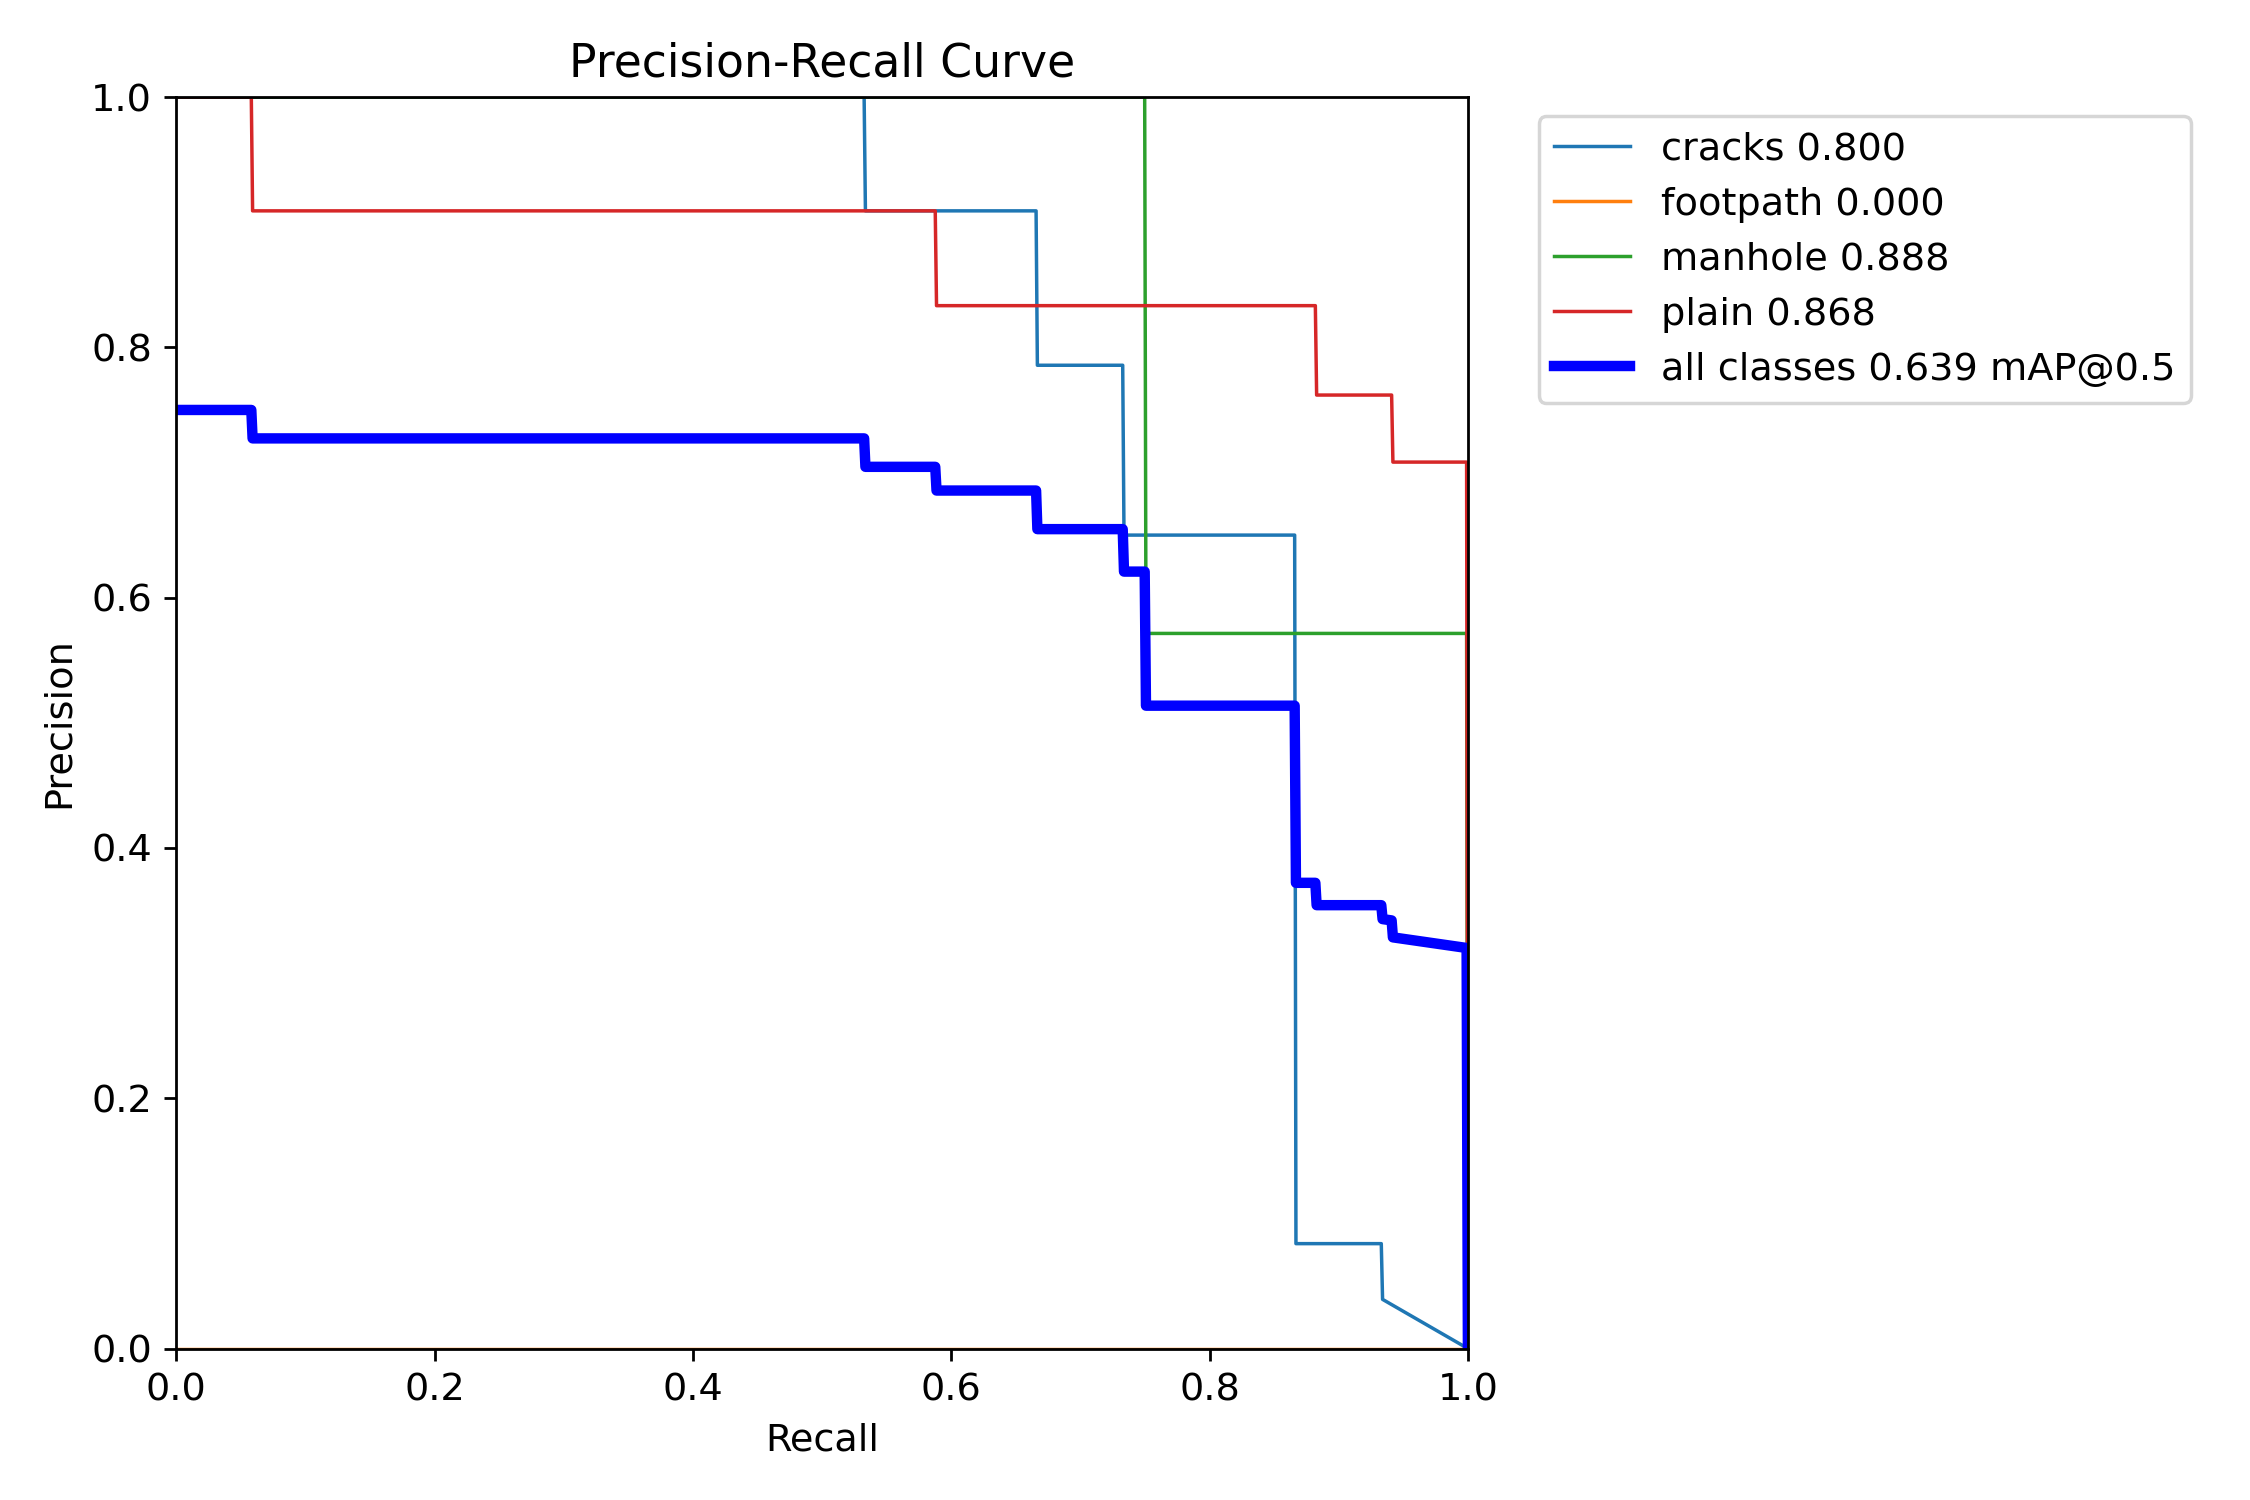 Precision-Recall Curve
1.0
0.8
0.6
0.4
0.2
0.0
Precision
0.0 0.2 0.4 0.6 0.8 1.0
Recall
cracks 0.800
footpath 0.000
manhole 0.888
plain 0.868
all classes 0.639 mAP@0.5